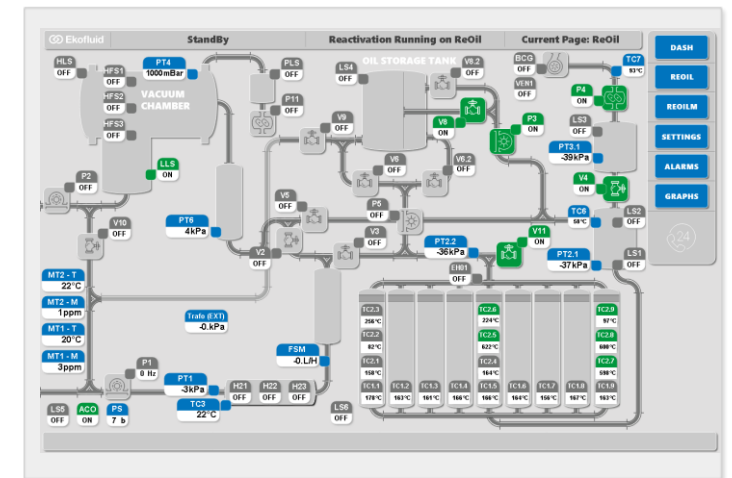 Ekofluid
StandBy
Reactivation Running on ReOil
Current Page: ReOil
DASH
REOIL
REOILM
SETTINGS
ALARMS
GRAPHS
24
HLS
OFF
HFS1
OFF
HFS2
OFF
HFS3
OFF
PT4
1000mBar
VACUUM
CHAMBER
LLS
ON
PLS
OFF
P11
OFF
OIL STORAGE TANK
LS4
OFF
V8.2
OFF
V8
ON
P3
ON
BCG
OFF
VEN1
OFF
TC7
93°C
P4
ON
LS3
OFF
PT3.1
-39kPa
V4
ON
P2
OFF
V10
OFF
V9
OFF
V6
OFF
V6.2
OFF
V5
OFF
P5
OFF
PT6
4kPa
V2
OFF
V3
OFF
PT2.2
-36kPa
V11
ON
TC6
58°C
LS2
OFF
PT2.1
-37kPa
LS1
OFF
EH01
OFF
MT2 - T
22°C
MT2 - M
1ppm
MT1 - T
20°C
MT1 - M
3ppm
Trafo (EXT)
-0.kPa
FSM
-0.L/H
P1
0 Hz
PT1
-3kPa
TC3
22°C
H21
OFF
H22
OFF
H23
OFF
LS5
OFF
ACO
ON
PS
7 b
LS6
OFF
TC2.3
256°C
TC2.2
82°C
TC2.1
158°C
TC2.6
224°C
TC2.5
622°C
TC2.4
164°C
TC2.9
97°C
TC2.8
600°C
TC2.7
598°C
TC1.1
178°C
TC1.2
163°C
TC1.3
161°C
TC1.4
166°C
TC1.5
166°C
TC1.6
164°C
TC1.7
156°C
TC1.8
167°C
TC1.9
163°C